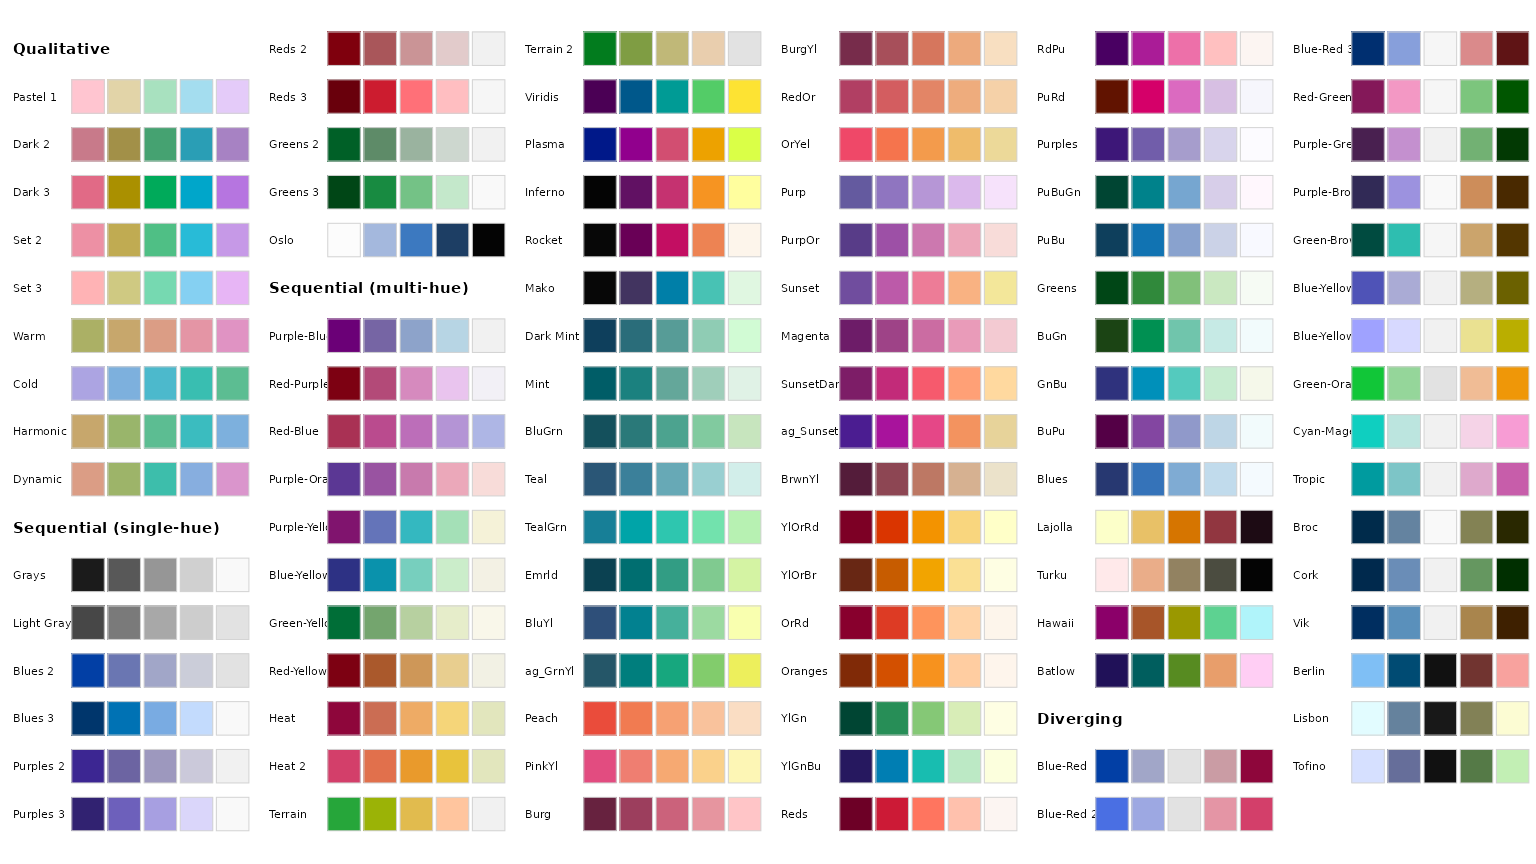 Qualitative
Pastel 1
Dark 2
Dark 3
Set 2
Set 3
Warm
Cold
Harmonic
Dynamic
Sequential (single-hue)
Grays
Light Gray
Blues 2
Blues 3
Purples 2
Purples 3
Reds 2
Reds 3
Greens 2
Greens 3
Oslo
Sequential (multi-hue)
Purple-Blu
Red-Purple
Red-Blue
Purple-Ora
Purple-Yell
Blue-Yellow
Green-Yell
Red-Yellow
Heat
Heat 2
Terrain
Terrain 2
Viridis
Plasma
Inferno
Rocket
Mako
Dark Mint
Mint
BluGrn
Teal
TealGrn
Emrld
BluYl
ag_GrnYl
Peach
PinkYl
Burg
BurgYl
RedOr
OrYel
Purp
PurpOr
Sunset
Magenta
SunsetDar
ag_Sunset
BrwnYl
YlOrRd
YlOrBr
OrRd
Oranges
YlGn
YlGnBu
Reds
RdPu
PuRd
Purples
PuBuGn
PuBu
Greens
BuGn
GnBu
BuPu
Blues
Lajolla
Turku
Hawaii
Batlow
Diverging
Blue-Red
Blue-Red 2
Blue-Red 3
Red-Green
Purple-Gre
Purple-Bro
Green-Bro
Blue-Yellow
Blue-Yellow
Green-Ora
Cyan-Mag
Tropic
Broc
Cork
Vik
Berlin
Lisbon
Tofino